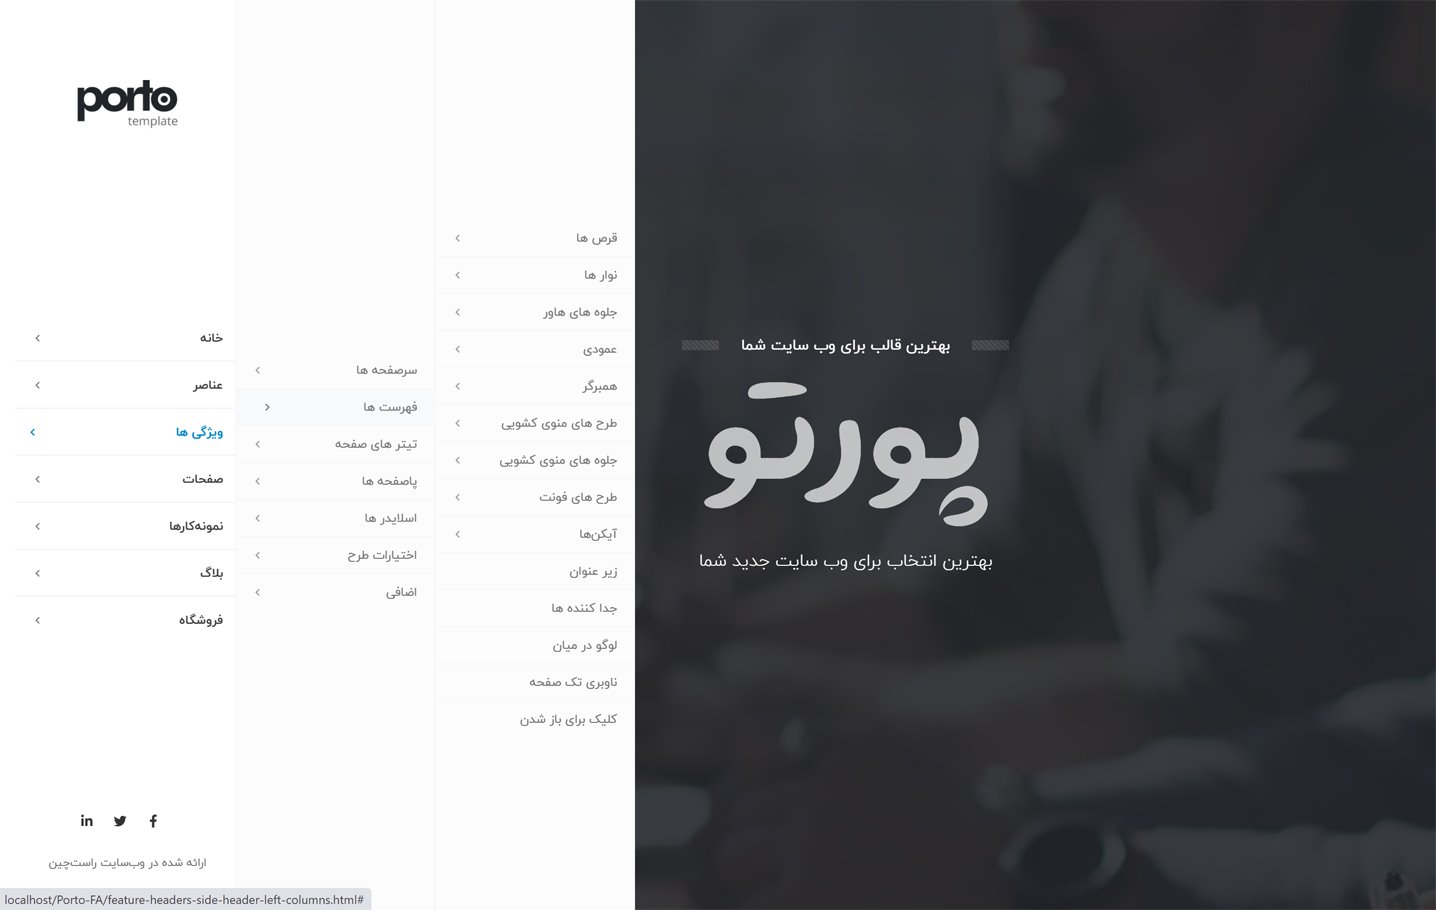 porto
template
خانه
عناصر
ویژگی ها
صفحات
نمونه‌کارها
بلاگ
فروشگاه
ارائه شده در وب‌سایت راست‌چین
سرصفحه ها
فهرست ها
تیتر های صفحه
پاصفحه ها
اسلایدر ها
اختیارات طرح
اضافی
قرص ها
نوار ها
جلوه های هاور
عمودی
همبرگر
طرح های منوی کشویی
جلوه های منوی کشویی
طرح های فونت
آیکن‌ها
زیر عنوان
جدا کننده ها
لوگو در میان
ناوبری تک صفحه
کلیک برای باز شدن
بهترین قالب برای وب سایت شما
پورتو
بهترین انتخاب برای وب سایت جدید شما
localhost/Porto-FA/feature-headers-side-header-left-columns.html#